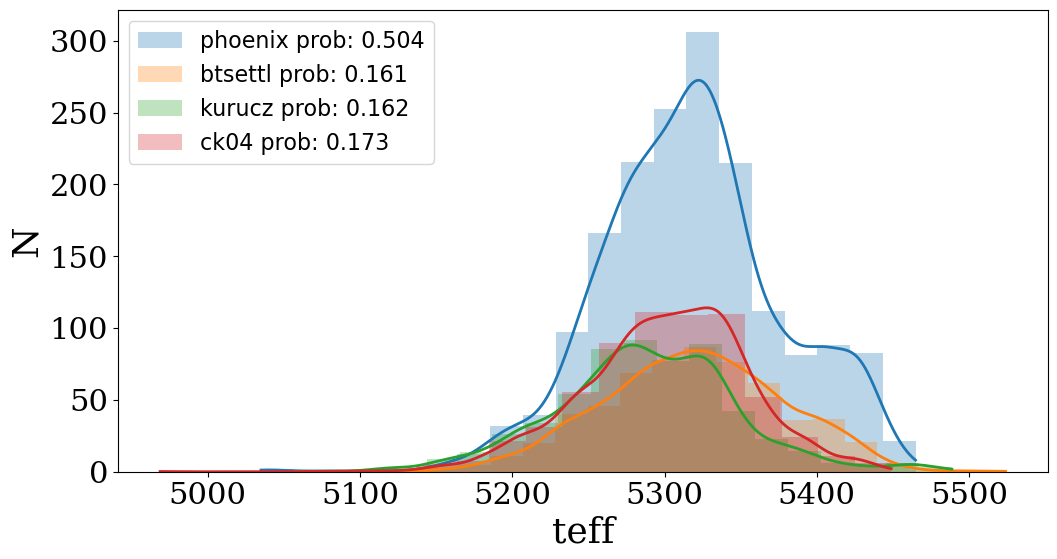 phoenix prob: 0.504
btsettl prob: 0.161
kurucz prob: 0.162
ck04 prob: 0.173
300
250
200
150
100
50
0
N
5000 5100 5200 5300 5400 5500
teff